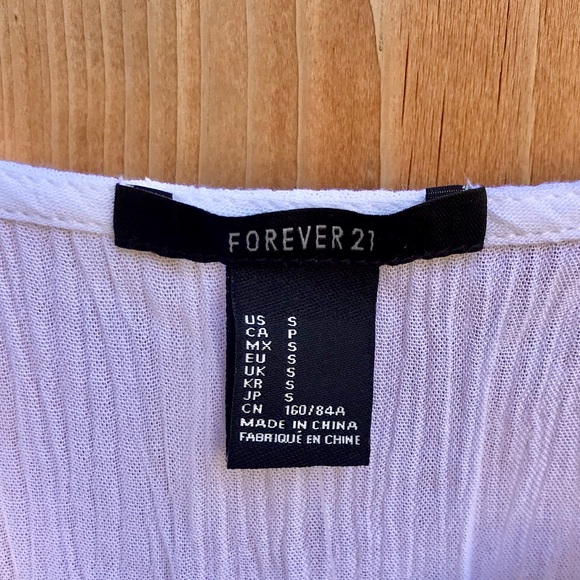 FOREVER 21
US S
CA P
MX S
EU S
UK S
KR S
JP S
CN 160/84A
MADE IN CHINA
FABRIQUÉ EN CHINE